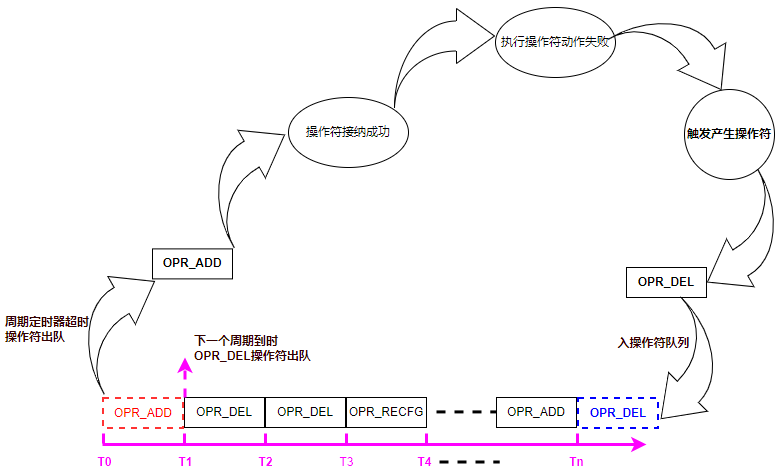 执行操作符动作失败
操作符接纳成功
触发产生操作符
OPR_ADD
OPR_DEL
周期定时器超时
操作符出队
下一个周期到时
OPR_DEL操作符出队
入操作符队列
OPR_ADD
OPR_DEL
OPR_DEL
OPR_RECFG
OPR_ADD
OPR_DEL
T0
T1
T2
T3
T4
Tn